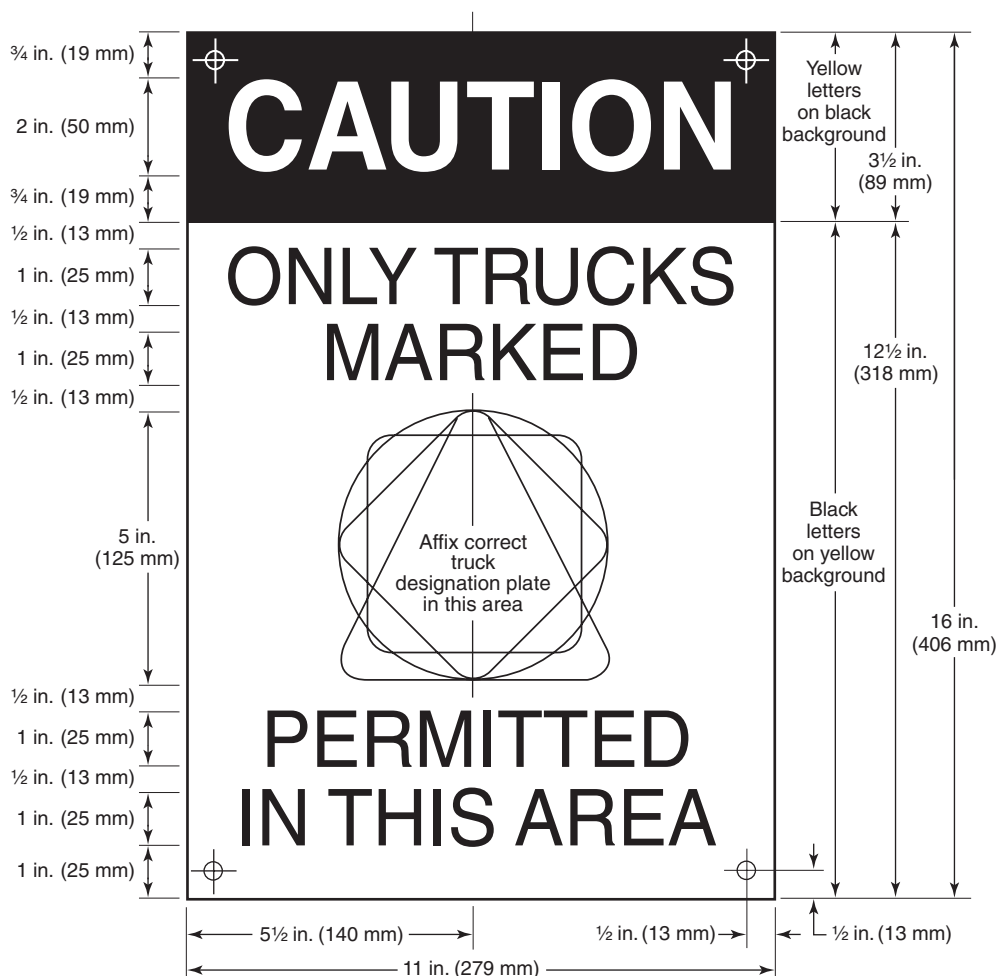 ¾ in. (19 mm)
2 in. (50 mm)
¾ in. (19 mm)
½ in. (13 mm)
1 in. (25 mm)
½ in. (13 mm)
1 in. (25 mm)
½ in. (13 mm)
5 in.
(125 mm)
½ in. (13 mm)
1 in. (25 mm)
½ in. (13 mm)
1 in. (25 mm)
1 in. (25 mm)
CAUTION
ONLY TRUCKS
MARKED
Affix correct
truck
designation plate
in this area
PERMITTED
IN THIS AREA
Yellow
letters
on black
background
3½ in.
(89 mm)
12½ in.
(318 mm)
Black
letters
on yellow
background
16 in.
(406 mm)
5½ in. (140 mm)
½ in. (13 mm)
½ in. (13 mm)
11 in. (279 mm)